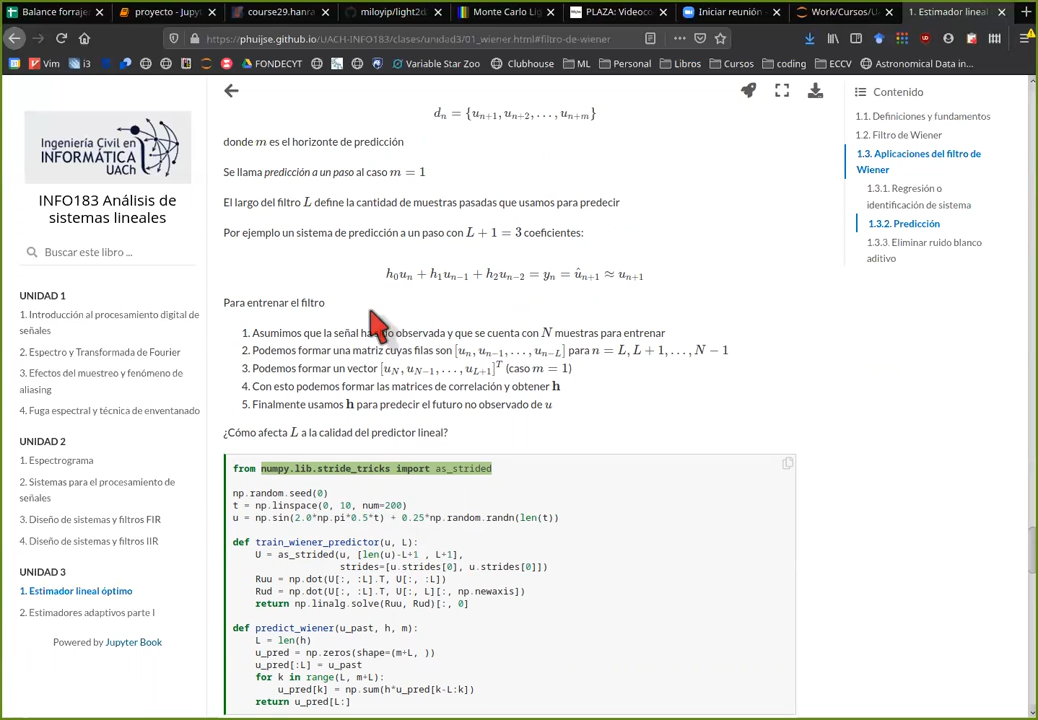 Balance forraje
proyecto - Jupy
course29.hanra
miloyip/light2d
Monte Carlo Lig
PLAZA: Videoco
Iniciar reunión -
Work/Cursos/U
1. Estimador lineal
https://phuijse.github.io/UACH-INFO183/clases/unidad3/01_wiener.html#filtro-de-wiener
Vim
i3
FONDECYT
Variable Star Zoo
Clubhouse
ML
Personal
Libros
Cursos
coding
ECCV
Astronomical Data in...
Ingeniería Civil en
INFORMÁTICA
UACh
INFO183 Análisis de
sistemas lineales
Buscar este libro ...
UNIDAD 1
1. Introducción al procesamiento digital de
señales
2. Espectro y Transformada de Fourier
3. Efectos del muestreo y fenómeno de
aliasing
4. Fuga espectral y técnica de enventanado
UNIDAD 2
1. Espectrograma
2. Sistemas para el procesamiento de
señales
3. Diseño de sistemas y filtros FIR
4. Diseño de sistemas y filtros IIR
UNIDAD 3
1. Estimador lineal óptimo
2. Estimadores adaptivos parte I
Powered by Jupyter Book
d_n = {u_{n+1}, u_{n+2}, . . . , u_{n+m}}
donde m es el horizonte de predicción
Se llama predicción a un paso al caso m = 1
El largo del filtro L define la cantidad de muestras pasadas que usamos para predecir
Por ejemplo un sistema de predicción a un paso con L + 1 = 3 coeficientes:
h_0 u_n + h_1 u_{n-1} + h_2 u_{n-2} = y_n = û_{n+1} ≈ u_{n+1}
Para entrenar el filtro
1. Asumimos que la señal ha do observada y que se cuenta con N muestras para entrenar
2. Podemos formar una matriz cuyas filas son [u_n, u_{n-1}, . . . , u_{n-L}] para n = L, L + 1, . . . , N − 1
3. Podemos formar un vector [u_N, u_{N-1}, . . . , u_{L+1}]^T (caso m = 1)
4. Con esto podemos formar las matrices de correlación y obtener h
5. Finalmente usamos h para predecir el futuro no observado de u
¿Cómo afecta L a la calidad del predictor lineal?
from numpy.lib.stride_tricks import as_strided
np.random.seed(0)
t = np.linspace(0, 10, num=200)
u = np.sin(2.0*np.pi*0.5*t) + 0.25*np.random.randn(len(t))
def train_wiener_predictor(u, L):
U = as_strided(u, [len(u)-L+1 , L+1],
strides=[u.strides[0], u.strides[0]])
Ruu = np.dot(U[:, :L].T, U[:, :L])
Rud = np.dot(U[:, :L].T, U[:, L][:, np.newaxis])
return np.linalg.solve(Ruu, Rud)[:, 0]
def predict_wiener(u_past, h, m):
L = len(h)
u_pred = np.zeros(shape=(m+L, ))
u_pred[:L] = u_past
for k in range(L, m+L):
u_pred[k] = np.sum(h*u_pred[k-L:k])
return u_pred[L:]
Contenido
1.1. Definiciones y fundamentos
1.2. Filtro de Wiener
1.3. Aplicaciones del filtro de
Wiener
1.3.1. Regresión o
identificación de sistema
1.3.2. Predicción
1.3.3. Eliminar ruido blanco
aditivo